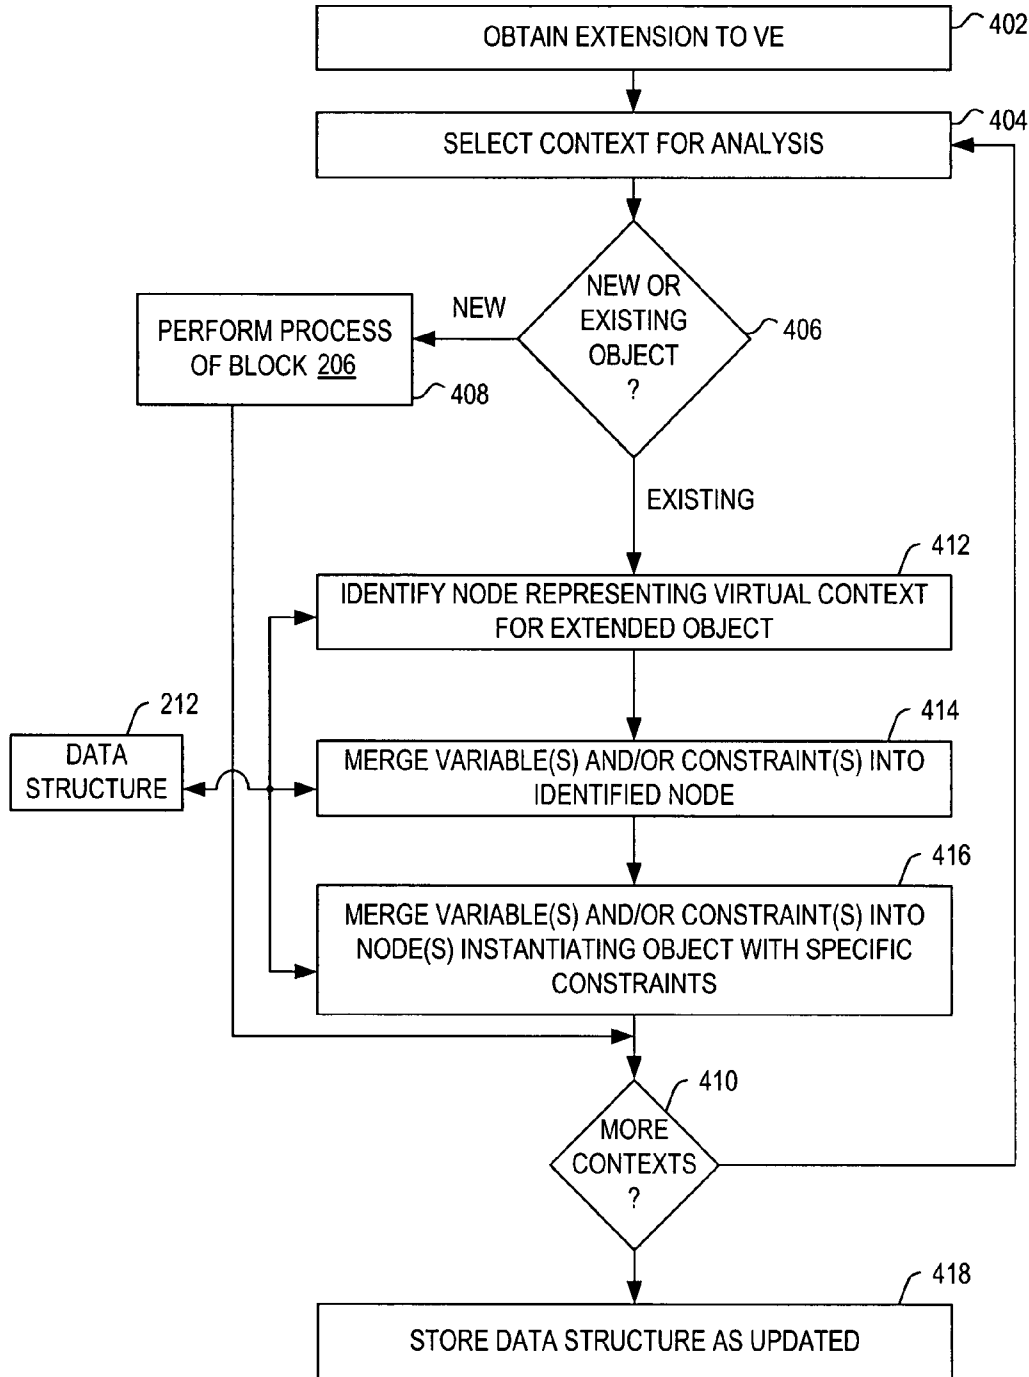 OBTAIN EXTENSION TO VE
402
SELECT CONTEXT FOR ANALYSIS
404
NEW OR
EXISTING
OBJECT
?
406
NEW
PERFORM PROCESS
OF BLOCK 206
408
EXISTING
412
IDENTIFY NODE REPRESENTING VIRTUAL CONTEXT
FOR EXTENDED OBJECT
212
DATA
STRUCTURE
414
MERGE VARIABLE(S) AND/OR CONSTRAINT(S) INTO
IDENTIFIED NODE
416
MERGE VARIABLE(S) AND/OR CONSTRAINT(S) INTO
NODE(S) INSTANTIATING OBJECT WITH SPECIFIC
CONSTRAINTS
410
MORE
CONTEXTS
?
418
STORE DATA STRUCTURE AS UPDATED